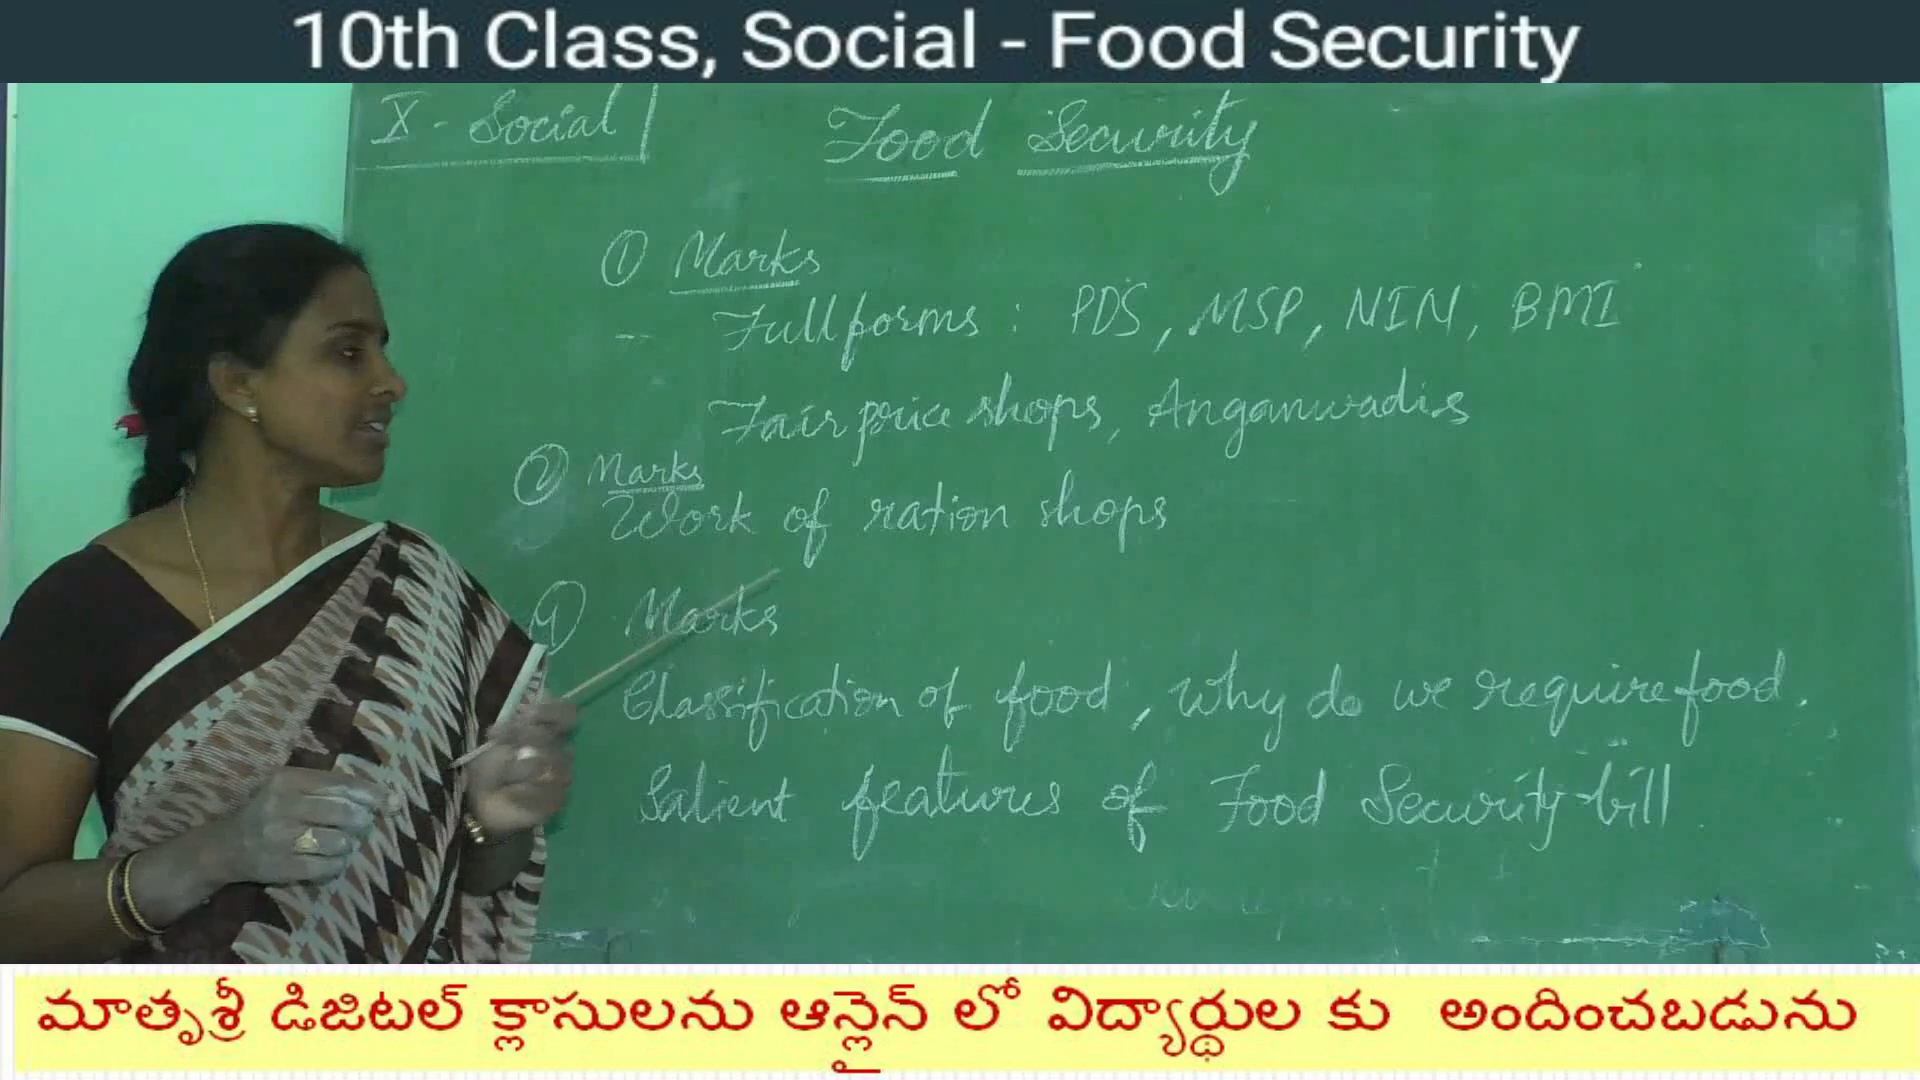 10th Class, Social - Food Security
X - Social
Food Security
① Marks
Fullforms : PDS, MSP, NIN, BMI
Fair price shops, Anganwadis
② Marks
Work of ration shops
④ Marks
Classification of food, why do we require food.
Salient features of Food Security bill
మాతృశ్రీ డిజిటల్ క్లాసులను ఆన్లైన్ లో విద్యార్థుల కు అందించబడును